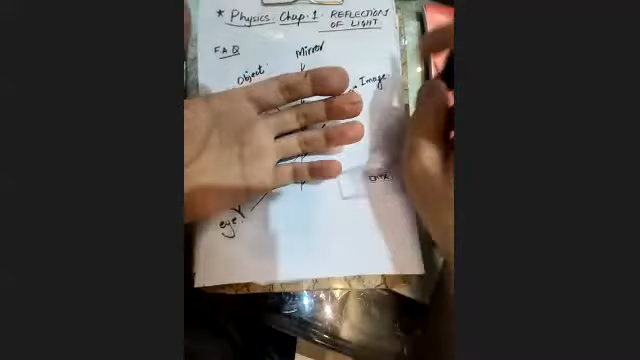 * Physics. Chap. 1 REFLECTIONS
OF LIGHT.
F.A.Q
Mirror
Object
Image
eye